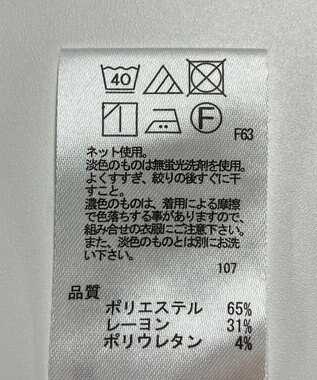 40
F
F63
ネット使用。
淡色のものは無蛍光洗剤を使用。
よくすすぎ、絞りの後すぐに干
すこと。
濃色のものは、着用による摩擦
で色落ちする事がありますので、
組み合せの衣服にご注意下さい。
また、淡色のものとは別にお洗
い下さい。
107
品質
ポリエステル 65%
レーヨン 31%
ポリウレタン 4%